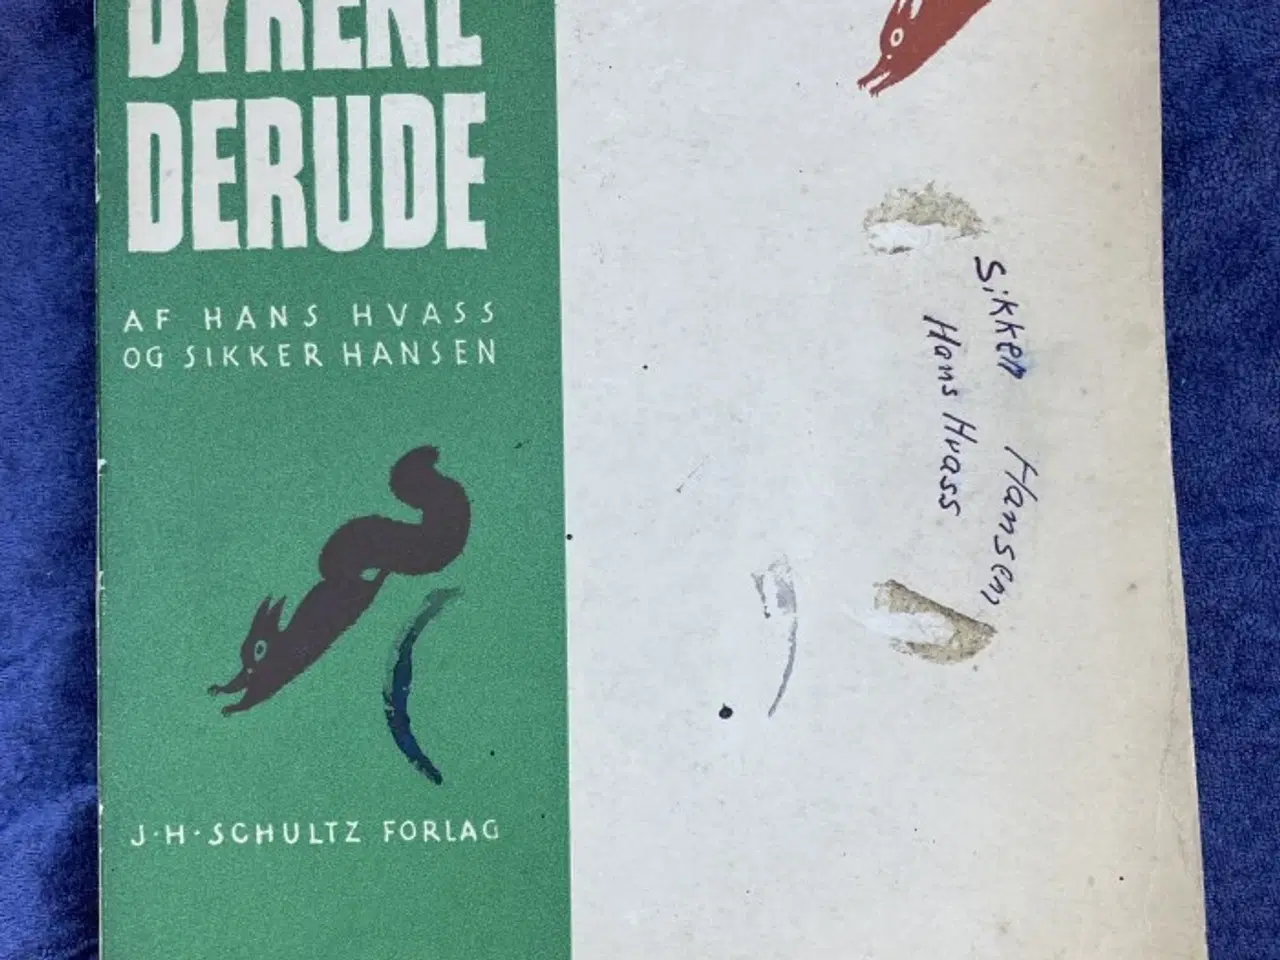 DYRENE
DERUDE
AF HANS HVASS
OG SIKKER HANSEN
J·H·SCHULTZ FORLAG
Sikker Hansen
Hans Hvass